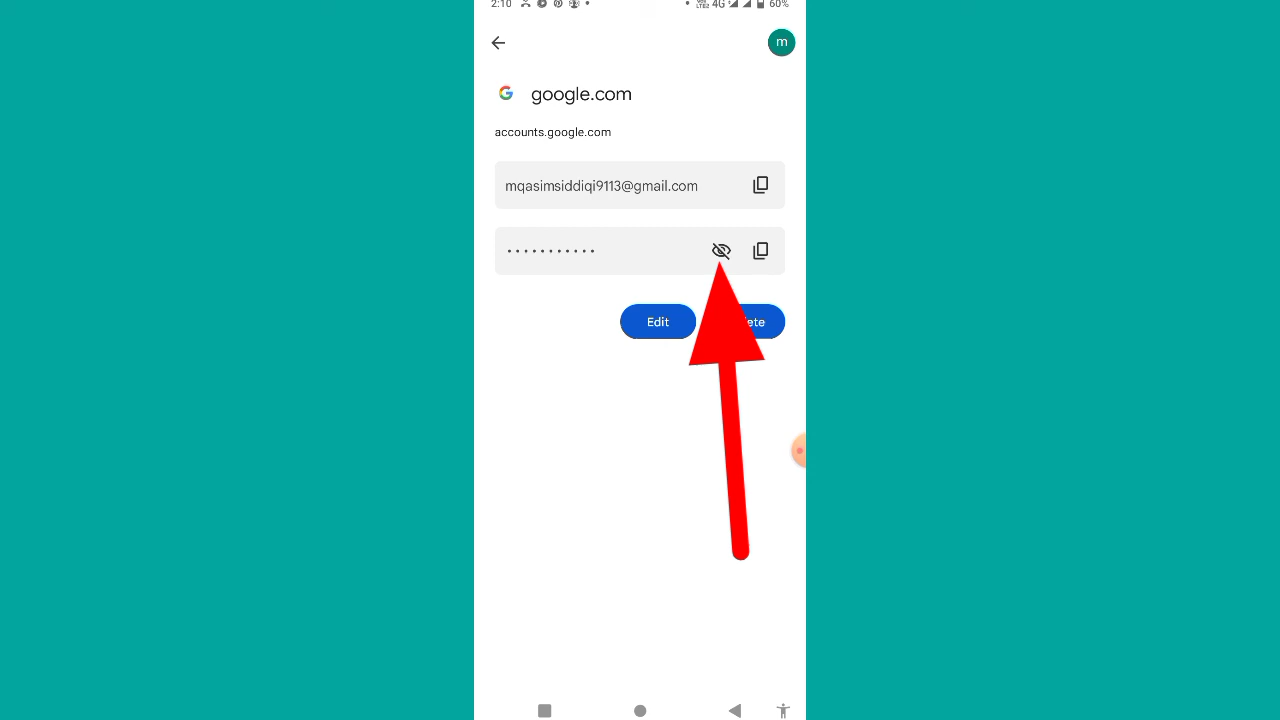 2:10 4G 60%
m
google.com
accounts.google.com
mqasimsiddiqi9113@gmail.com
•••••••••••
Edit ete